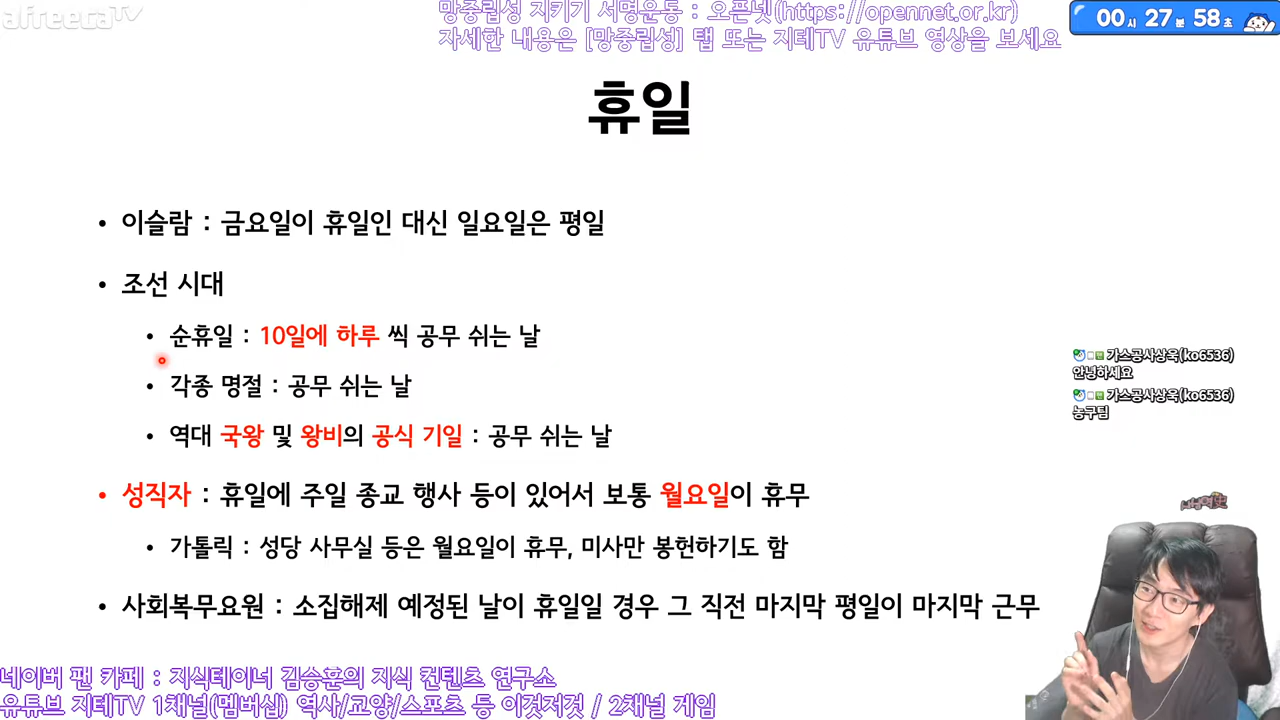 afreecaTV
망중립성 지키기 서명운동 : 오픈넷(https://opennet.or.kr)
자세한 내용은 [망중립성] 탭 또는 지테TV 유튜브 영상을 보세요
00시 27분 58초
휴일
• 이슬람 : 금요일이 휴일인 대신 일요일은 평일
• 조선 시대
• 순휴일 : 10일에 하루 씩 공무 쉬는 날
• 각종 명절 : 공무 쉬는 날
• 역대 국왕 및 왕비의 공식 기일 : 공무 쉬는 날
• 성직자 : 휴일에 주일 종교 행사 등이 있어서 보통 월요일이 휴무
• 가톨릭 : 성당 사무실 등은 월요일이 휴무, 미사만 봉헌하기도 함
• 사회복무요원 : 소집해제 예정된 날이 휴일일 경우 그 직전 마지막 평일이 마지막 근무
가스공사상욱(ko6536)
안녕하세요
가스공사상욱(ko6536)
농구팀
네이버 팬 카페 : 지식테이너 김승훈의 지식 컨텐츠 연구소
유튜브 지테TV 1채널(멤버십) 역사/교양/스포츠 등 이것저것 / 2채널 게임